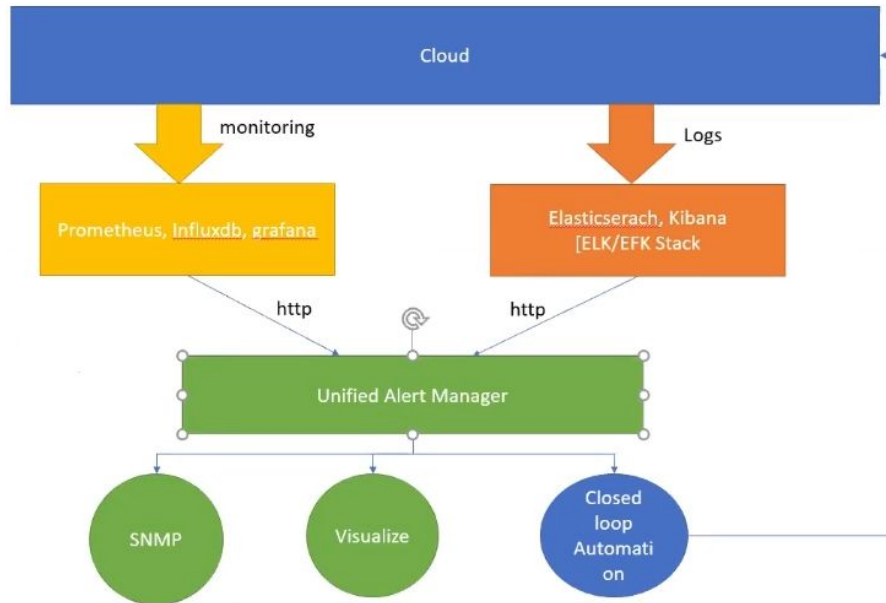 Cloud
monitoring
Logs
Prometheus, Influxdb, grafana
Elasticserach, Kibana
[ELK/EFK Stack
http
http
Unified Alert Manager
SNMP
Visualize
Closed
loop
Automati
on